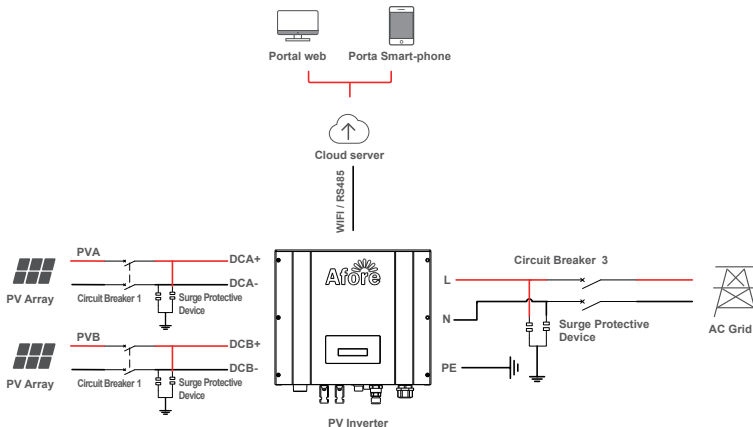 Portal web
Porta Smart-phone
Cloud server
WIFI / RS485
PVA
DCA+
DCA-
PV Array
Circuit Breaker 1
Surge Protective
Device
PVB
DCB+
DCB-
PV Array
Circuit Breaker 1
Surge Protective
Device
Afore
PV Inverter
Circuit Breaker 3
L
N
Surge Protective
Device
PE
AC Grid